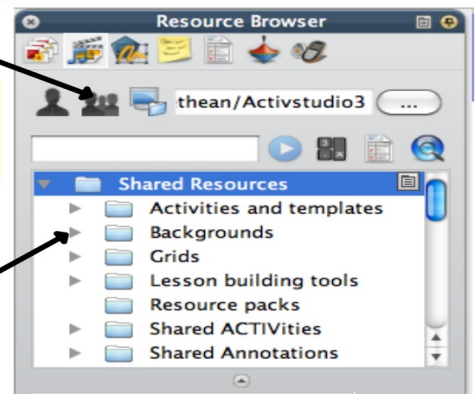 Resource Browser
:thean/Activstudio3
...
Shared Resources
Activities and templates
Backgrounds
Grids
Lesson building tools
Resource packs
Shared ACTIVities
Shared Annotations